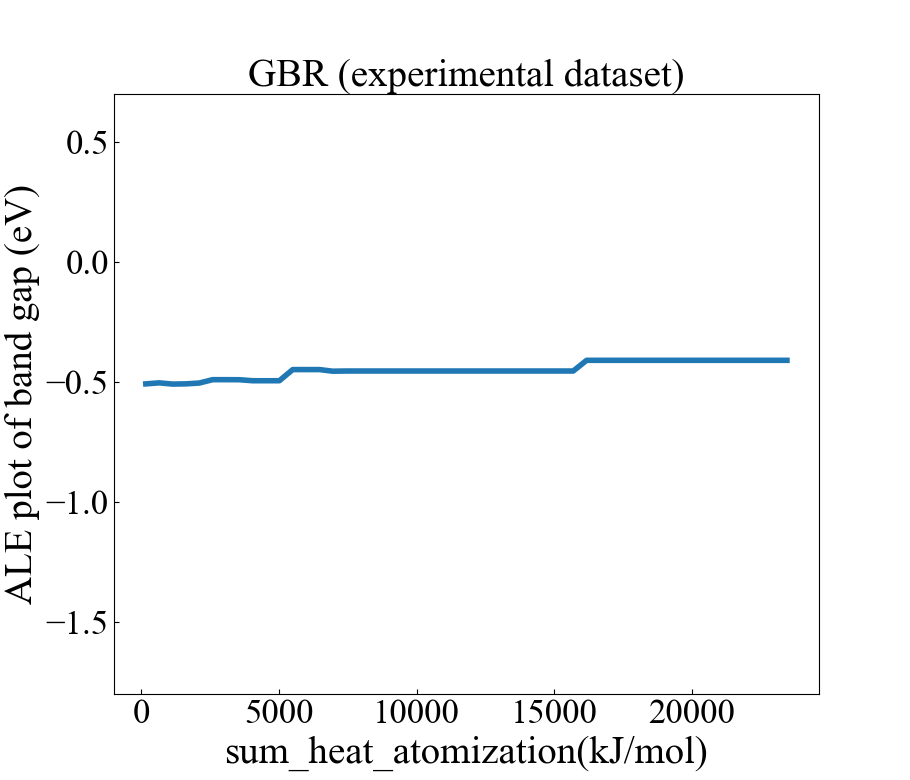 GBR (experimental dataset)
ALE plot of band gap (eV)
0.5
0.0
−0.5
−1.0
−1.5
0 5000 10000 15000 20000
sum_heat_atomization(kJ/mol)